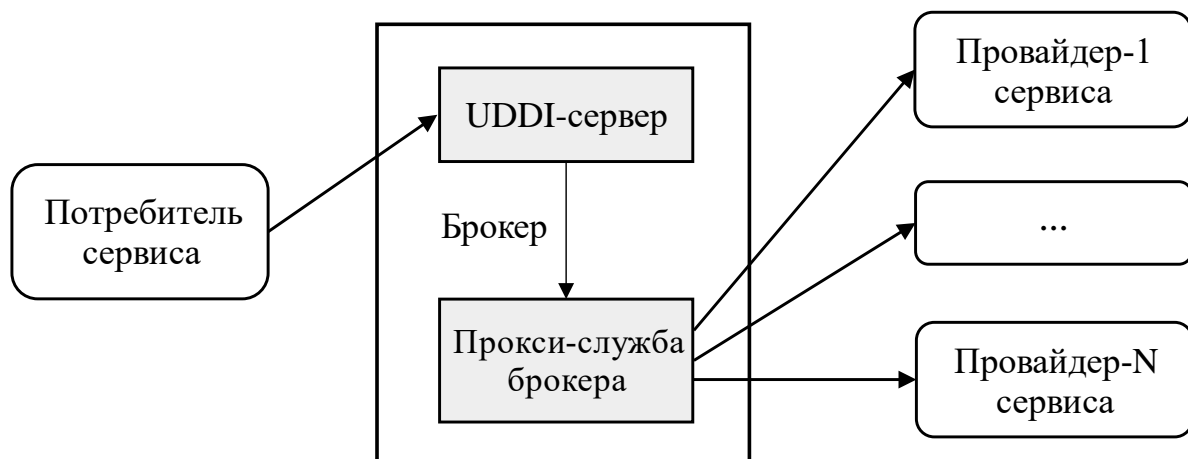 Потребитель
сервиса
UDDI-сервер
Брокер
Прокси-служба
брокера
Провайдер-1
сервиса
...
Провайдер-N
сервиса